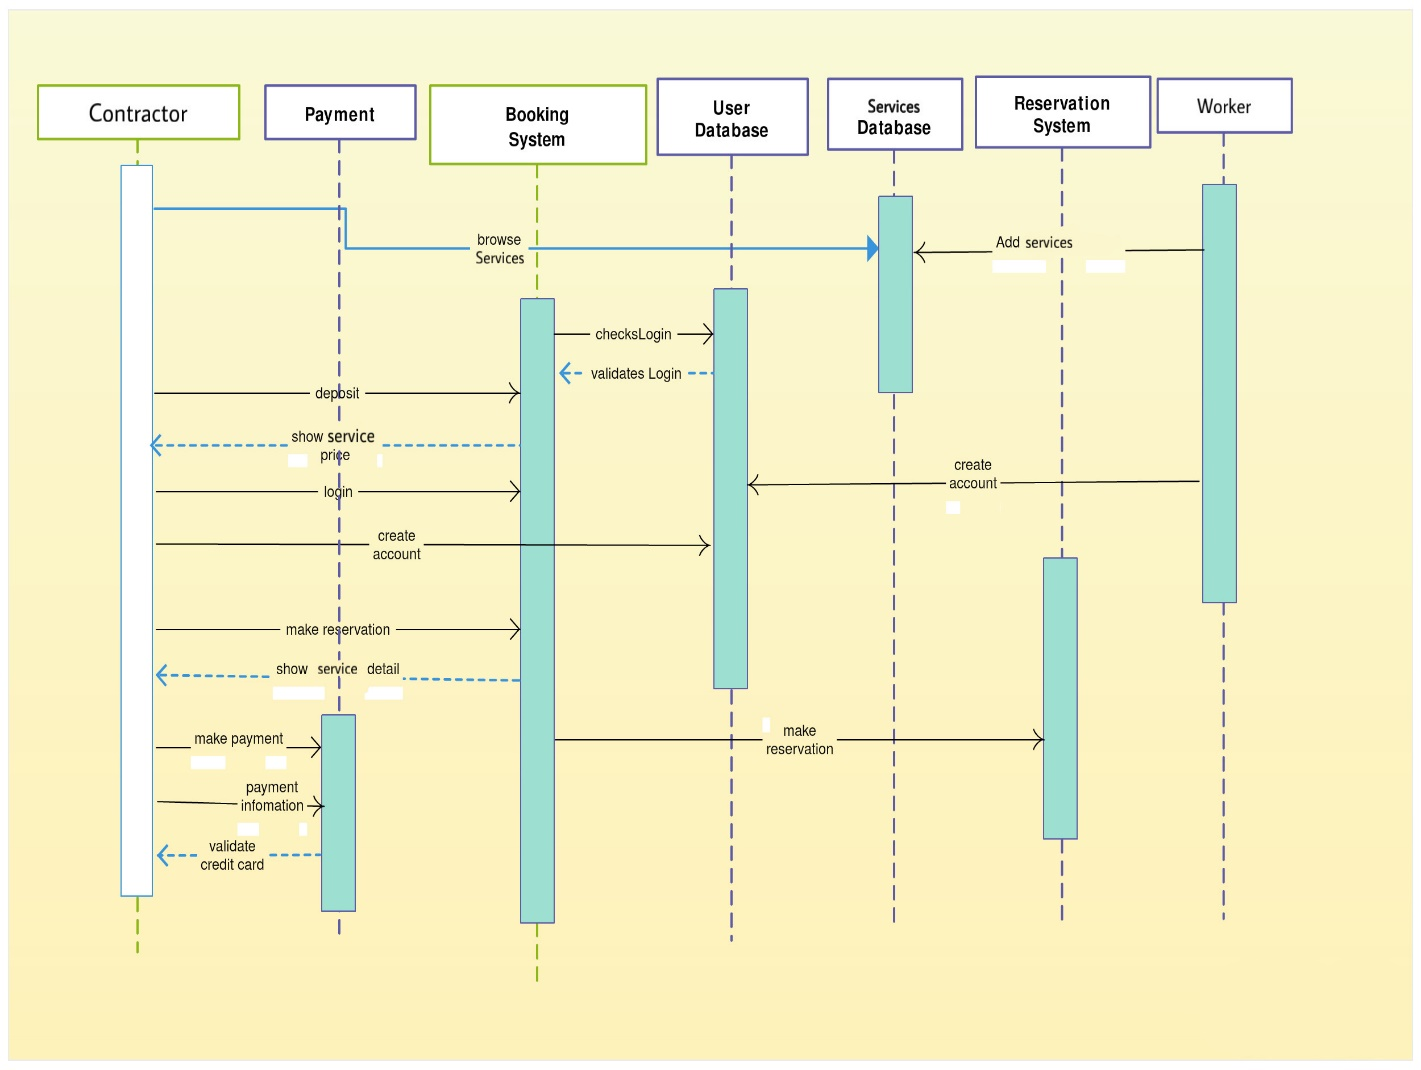 Contractor
Payment
Booking
System
User
Database
Services
Database
Reservation
System
Worker
browse
Services
Add services
checksLogin
validates Login
deposit
show service
price
login
create
account
create
account
make reservation
show service detail
make payment
make
reservation
payment
infomation
validate
credit card